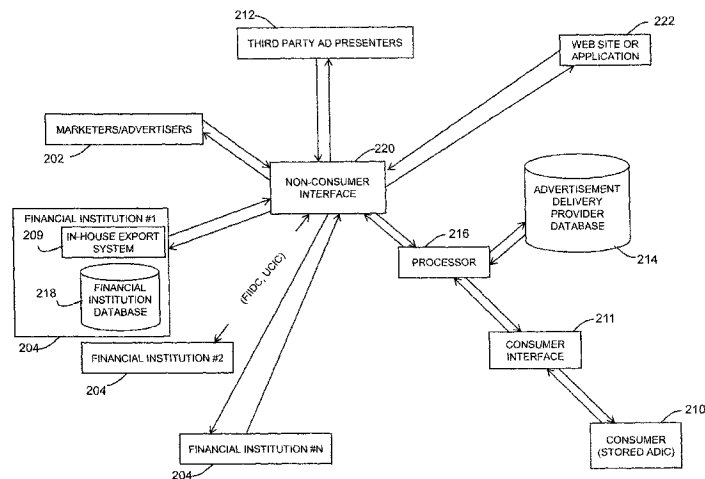 212
THIRD PARTY AD PRESENTERS
222
WEB SITE OR
APPLICATION
MARKETERS/ADVERTISERS
202
220
NON-CONSUMER
INTERFACE
ADVERTISEMENT
DELIVERY
PROVIDER
DATABASE
214
216
PROCESSOR
FINANCIAL INSTITUTION #1
209
IN-HOUSE EXPORT
SYSTEM
218
FINANCIAL
INSTITUTION
DATABASE
204
(FIIDC, UCIC)
FINANCIAL INSTITUTION #2
204
211
CONSUMER
INTERFACE
210
CONSUMER
(STORED ADIC)
FINANCIAL INSTITUTION #N
204